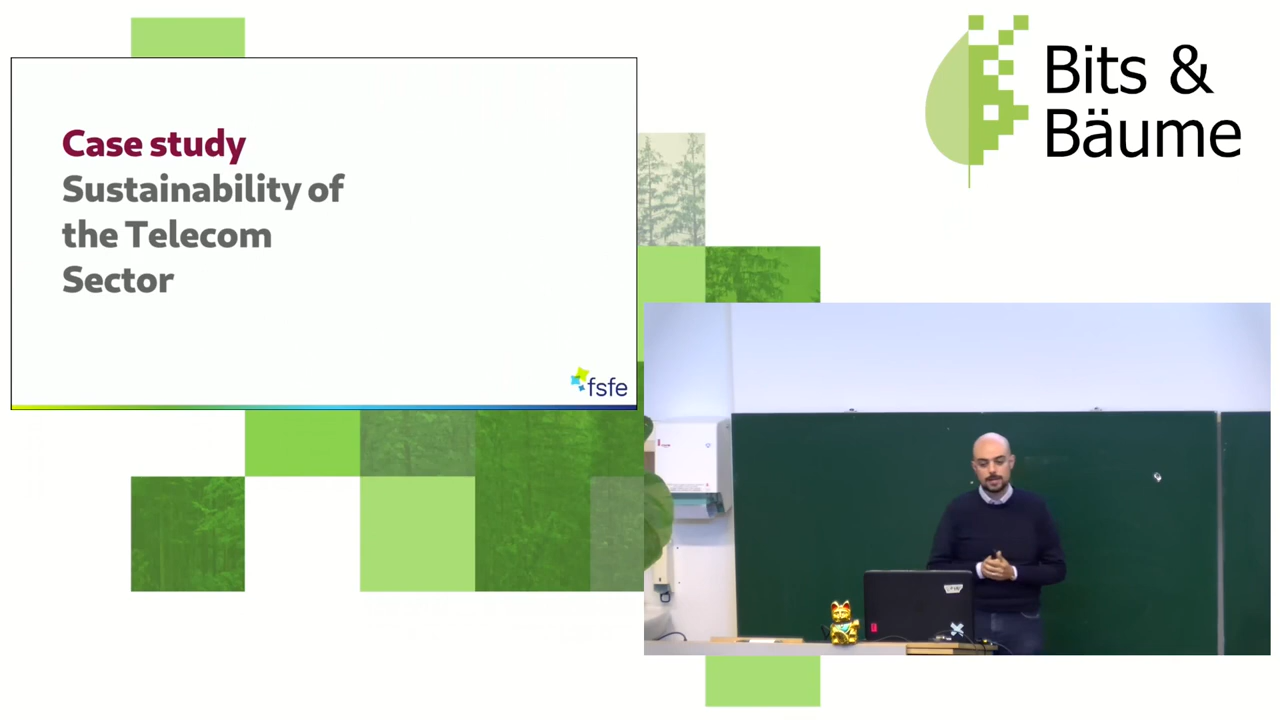 Case study
Sustainability of
the Telecom
Sector
fsfe
Bits &
Bäume